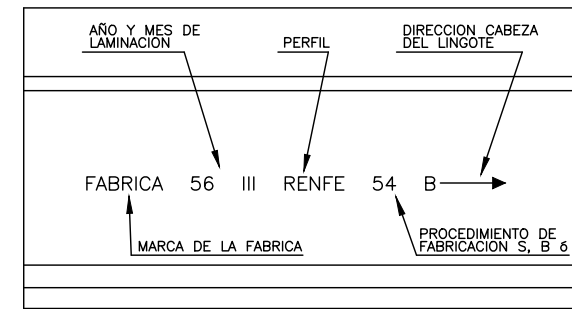 AÑO Y MES DE
LAMINACION
PERFIL
DIRECCION CABEZA
DEL LINGOTE
FABRICA 56 III RENFE 54 B
MARCA DE LA FABRICA
PROCEDIMIENTO DE
FABRICACION S, B ó